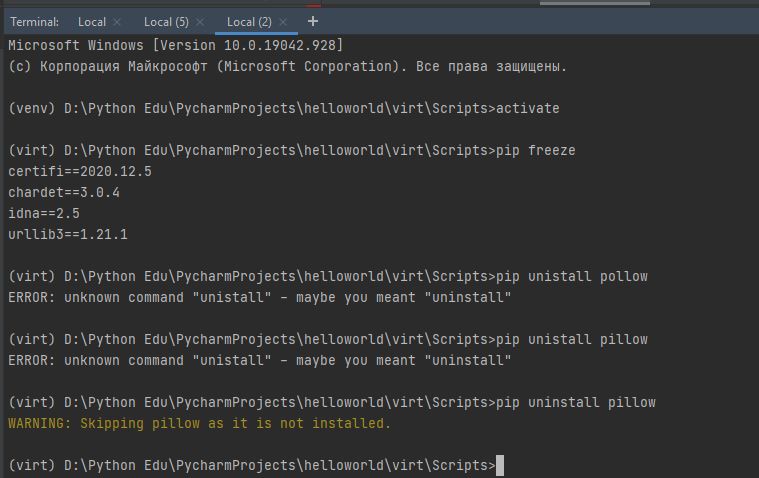 Terminal: Local × Local (5) × Local (2) × +
Microsoft Windows [Version 10.0.19042.928]
(c) Корпорация Майкрософт (Microsoft Corporation). Все права защищены.
(venv) D:\Python Edu\PycharmProjects\helloworld\virt\Scripts>activate
(virt) D:\Python Edu\PycharmProjects\helloworld\virt\Scripts>pip freeze
certifi==2020.12.5
chardet==3.0.4
idna==2.5
urllib3==1.21.1
(virt) D:\Python Edu\PycharmProjects\helloworld\virt\Scripts>pip unistall pollow
ERROR: unknown command "unistall" - maybe you meant "uninstall"
(virt) D:\Python Edu\PycharmProjects\helloworld\virt\Scripts>pip unistall pillow
ERROR: unknown command "unistall" - maybe you meant "uninstall"
(virt) D:\Python Edu\PycharmProjects\helloworld\virt\Scripts>pip uninstall pillow
WARNING: Skipping pillow as it is not installed.
(virt) D:\Python Edu\PycharmProjects\helloworld\virt\Scripts>